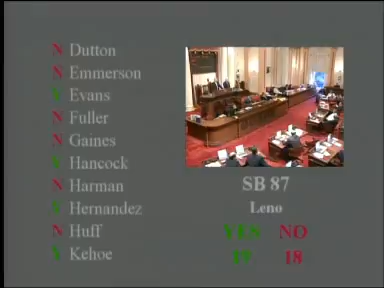 N Dutton
N Emmerson
Y Evans
N Fuller
N Gaines
Y Hancock
N Harman
Y Hernandez
N Huff
Y Kehoe
SB 87
Leno
YES NO
19 18